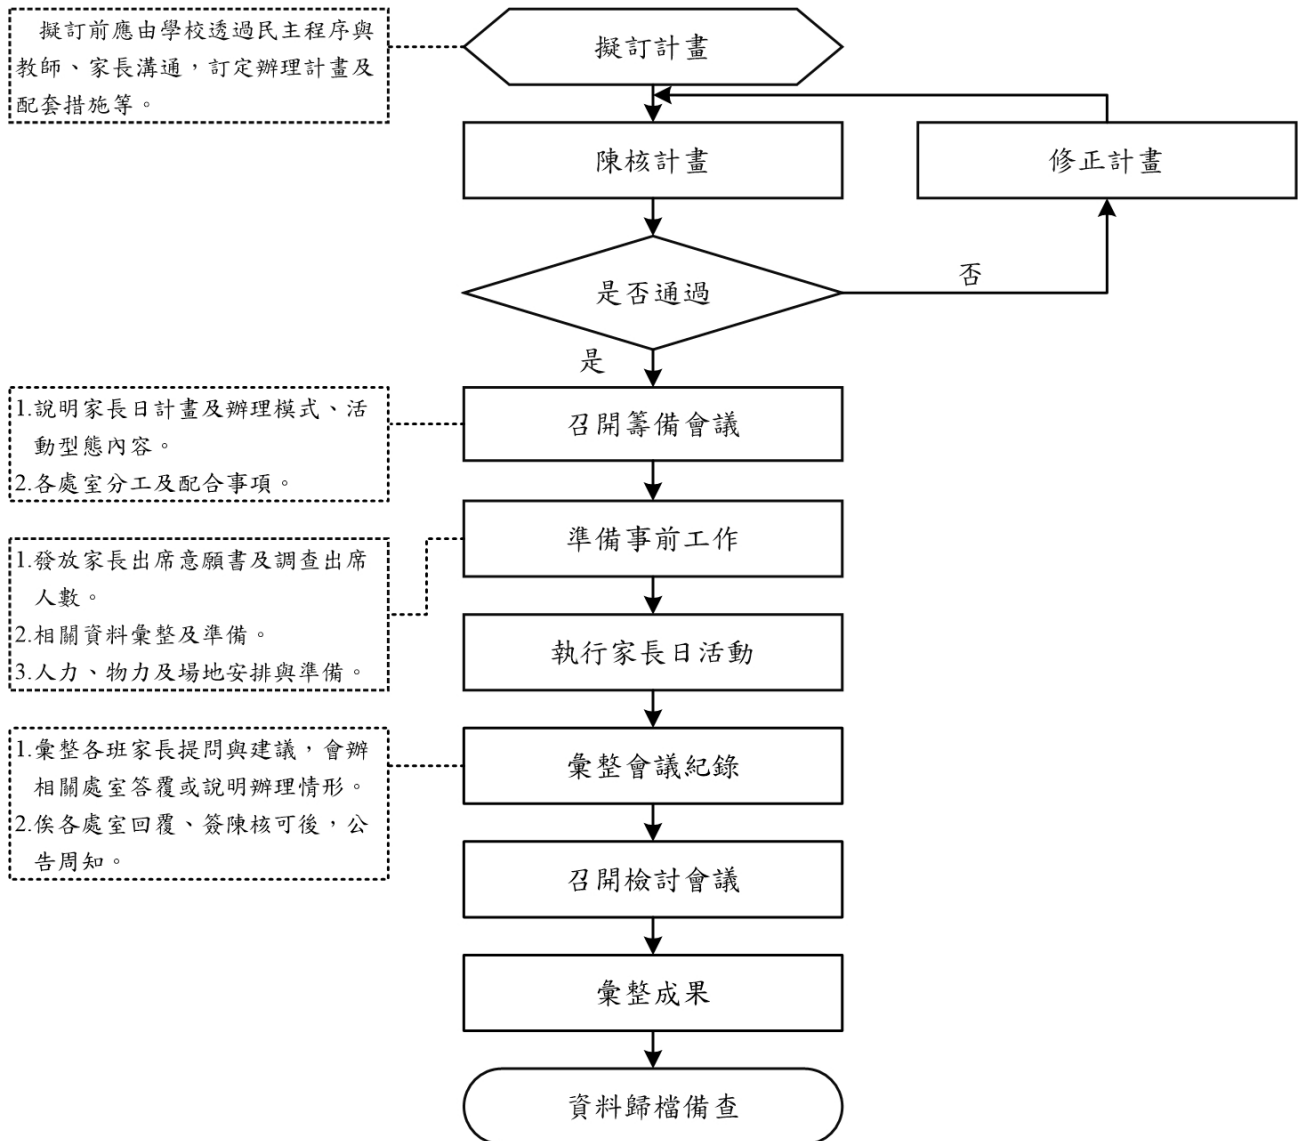 擬訂前應由學校透過民主程序與
教師、家長溝通，訂定辦理計畫及
配套措施等。
擬訂計畫
陳核計畫
修正計畫
是否通過
否
是
1.說明家長日計畫及辦理模式、活
動型態內容。
2.各處室分工及配合事項。
召開籌備會議
準備事前工作
1.發放家長出席意願書及調查出席
人數。
2.相關資料彙整及準備。
3.人力、物力及場地安排與準備。
執行家長日活動
1.彙整各班家長提問與建議，會辦
相關處室答覆或說明辦理情形。
2.俟各處室回覆、簽陳核可後，公
告周知。
彙整會議紀錄
召開檢討會議
彙整成果
資料歸檔備查